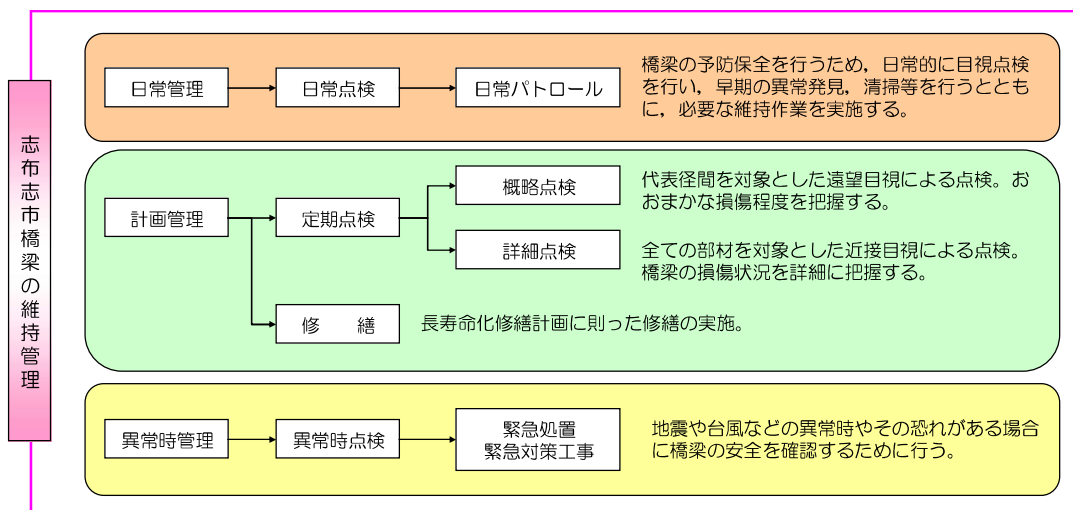 志布志市橋梁の維持管理
日常管理
日常点検
日常パトロール
橋梁の予防保全を行うため，日常的に目視点検
を行い，早期の異常発見，清掃等を行うととも
に，必要な維持作業を実施する。
計画管理
定期点検
概略点検
代表径間を対象とした遠望目視による点検。お
おまかな損傷程度を把握する。
詳細点検
全ての部材を対象とした近接目視による点検。
橋梁の損傷状況を詳細に把握する。
修　　繕
長寿命化修繕計画に則った修繕の実施。
異常時管理
異常時点検
緊急処置
緊急対策工事
地震や台風などの異常時やその恐れがある場合
に橋梁の安全を確認するために行う。